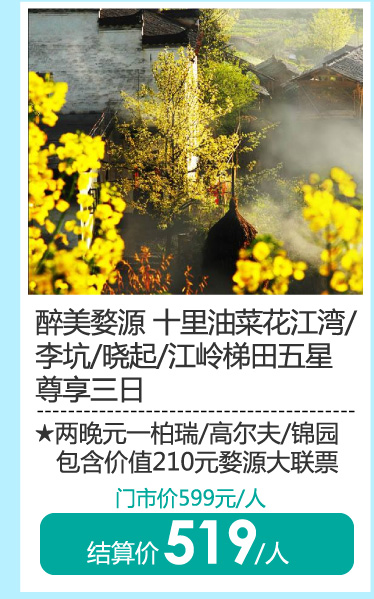 醉美婺源 十里油菜花江湾/
李坑/晓起/江岭梯田五星
尊享三日
★两晚元一柏瑞/高尔夫/锦园
包含价值210元婺源大联票
门市价599元/人
结算价519/人